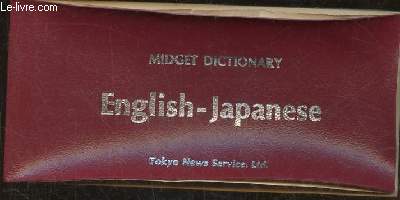 © Le-livre.com
MIDGET DICTIONARY
English-Japanese
Tokyo News Service, Ltd.